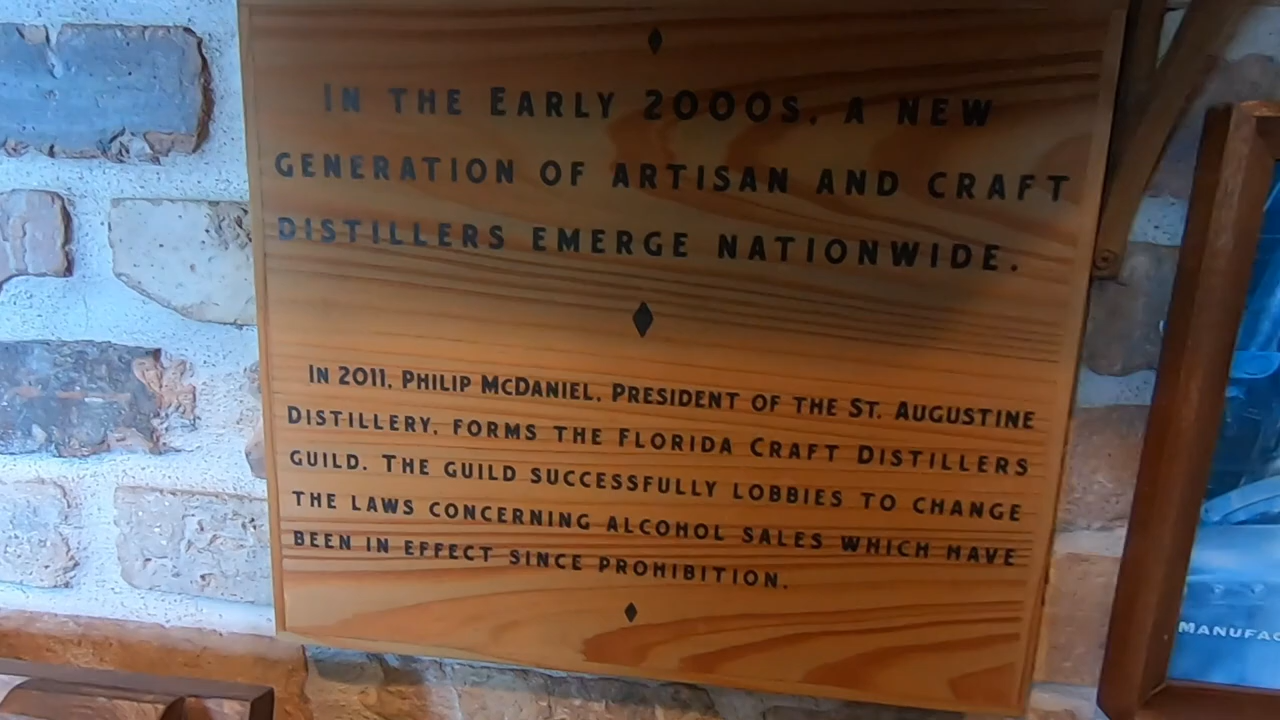 IN THE EARLY 2000S, A NEW
GENERATION OF ARTISAN AND CRAFT
DISTILLERS EMERGE NATIONWIDE.
IN 2011, PHILIP MCDANIEL, PRESIDENT OF THE ST. AUGUSTINE
DISTILLERY, FORMS THE FLORIDA CRAFT DISTILLERS
GUILD. THE GUILD SUCCESSFULLY LOBBIES TO CHANGE
THE LAWS CONCERNING ALCOHOL SALES WHICH HAVE
BEEN IN EFFECT SINCE PROHIBITION.